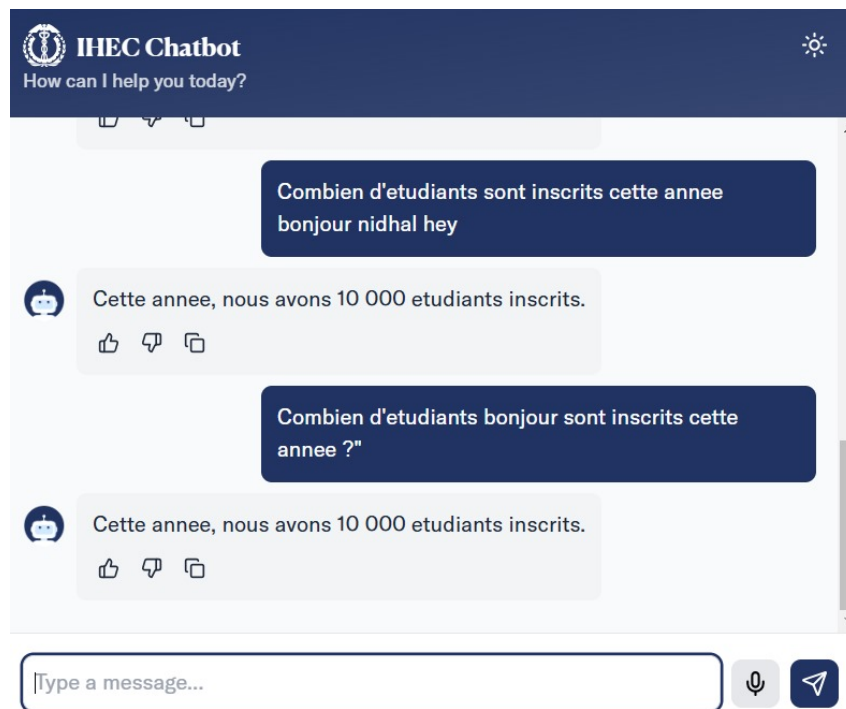 IHEC Chatbot
How can I help you today?
Combien d'etudiants sont inscrits cette annee
bonjour nidhal hey
Cette annee, nous avons 10 000 etudiants inscrits.
Combien d'etudiants bonjour sont inscrits cette
annee ?"
Cette annee, nous avons 10 000 etudiants inscrits.
Type a message...